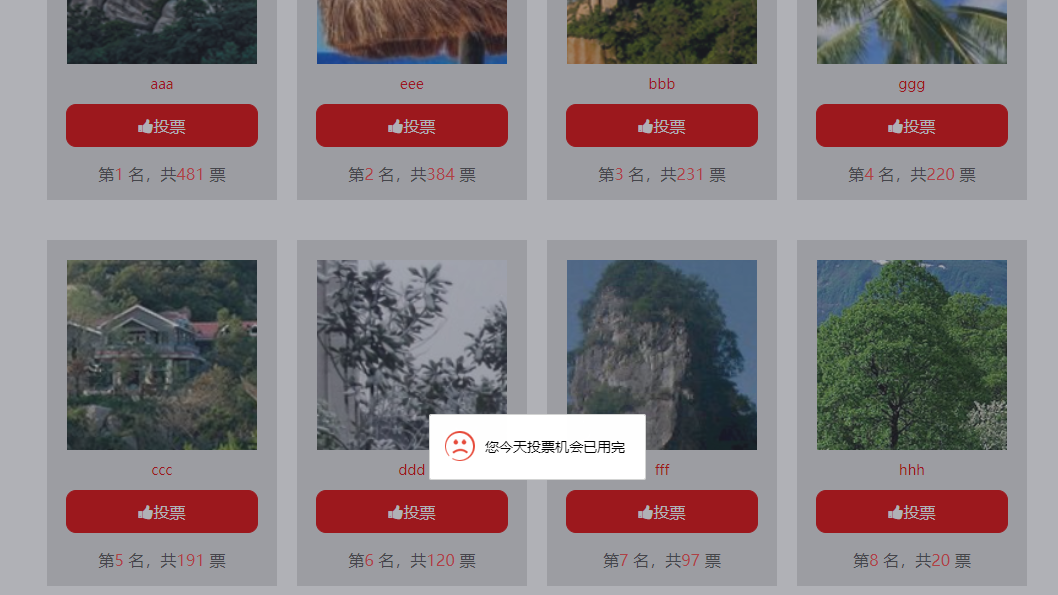 aaa
eee
bbb
ggg
投票
投票
投票
投票
第1 名，共481 票
第2 名，共384 票
第3 名，共231 票
第4 名，共220 票
您今天投票机会已用完
ccc
ddd
fff
hhh
投票
投票
投票
投票
第5 名，共191 票
第6 名，共120 票
第7 名，共97 票
第8 名，共20 票